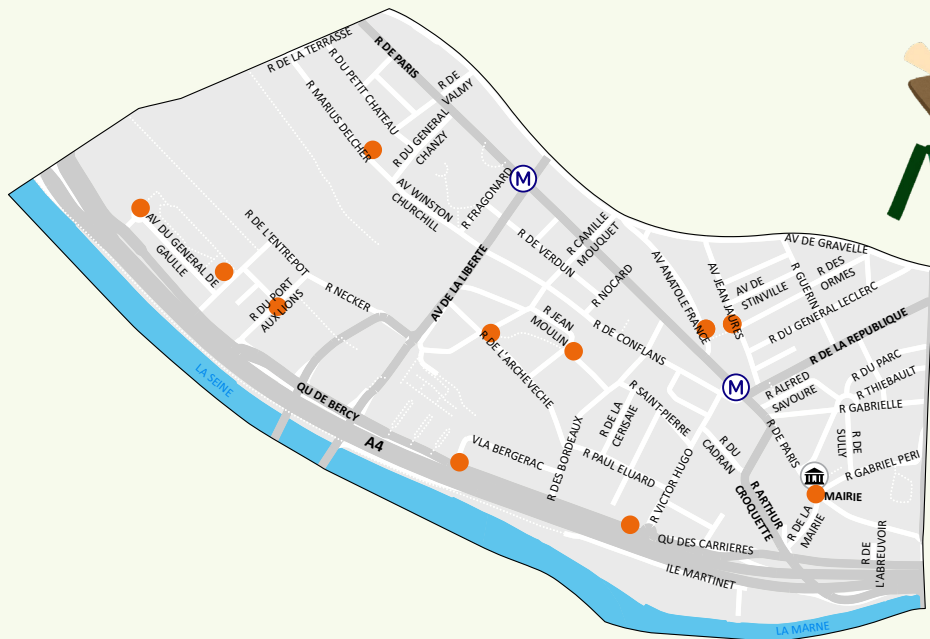 R DE LA TERRASSE
R DE PARIS
R DU PETIT CHATEAU
R DE
VALMY
R MARIUS DELCHER
R DU GENERAL
CHANZY
M
AV WINSTON
CHURCHILL
R FRAGONARD
AV DU GENERAL DE
GAULLE
R DE L'ENTREPOT
R DU PORT
AUX LIONS
R NECKER
AV DE LA LIBERTE
R DE VERDUN
R CAMILLE
MOUQUET
R NOCARD
AV ANATOLE FRANCE
AV JEAN JAURES
AV DE GRAVELLE
AV DE
STINVILLE
R GUERIN
R DES
ORMES
R DU GENERAL LECLERC
R DE LA REPUBLIQUE
R JEAN
MOULIN
R DE CONFLANS
R DE L'ARCHEVECHE
LA SEINE
QU DE BERCY
A4
VLA BERGERAC
R DES BORDEAUX
R DE LA
CERISAIE
R SAINT-PIERRE
R PAUL ELUARD
R VICTOR HUGO
R DU
CADRAN
M
R ALFRED
SAVOURE
R DU PARC
R THIEBAULT
R GABRIELLE
R DE PARIS
R DE
SULLY
R GABRIEL PERI
MAIRIE
R ARTHUR
CROQUETTE
R DE LA
MAIRIE
QU DES CARRIERES
ILE MARTINET
R DE
L'ABREUVOIR
LA MARNE